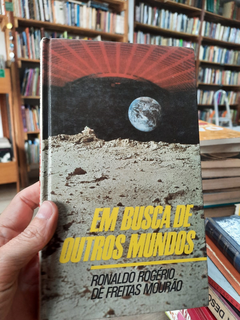 EM BUSCA DE
OUTROS MUNDOS
RONALDO ROGÉRIO
DE FREITAS MOURÃO